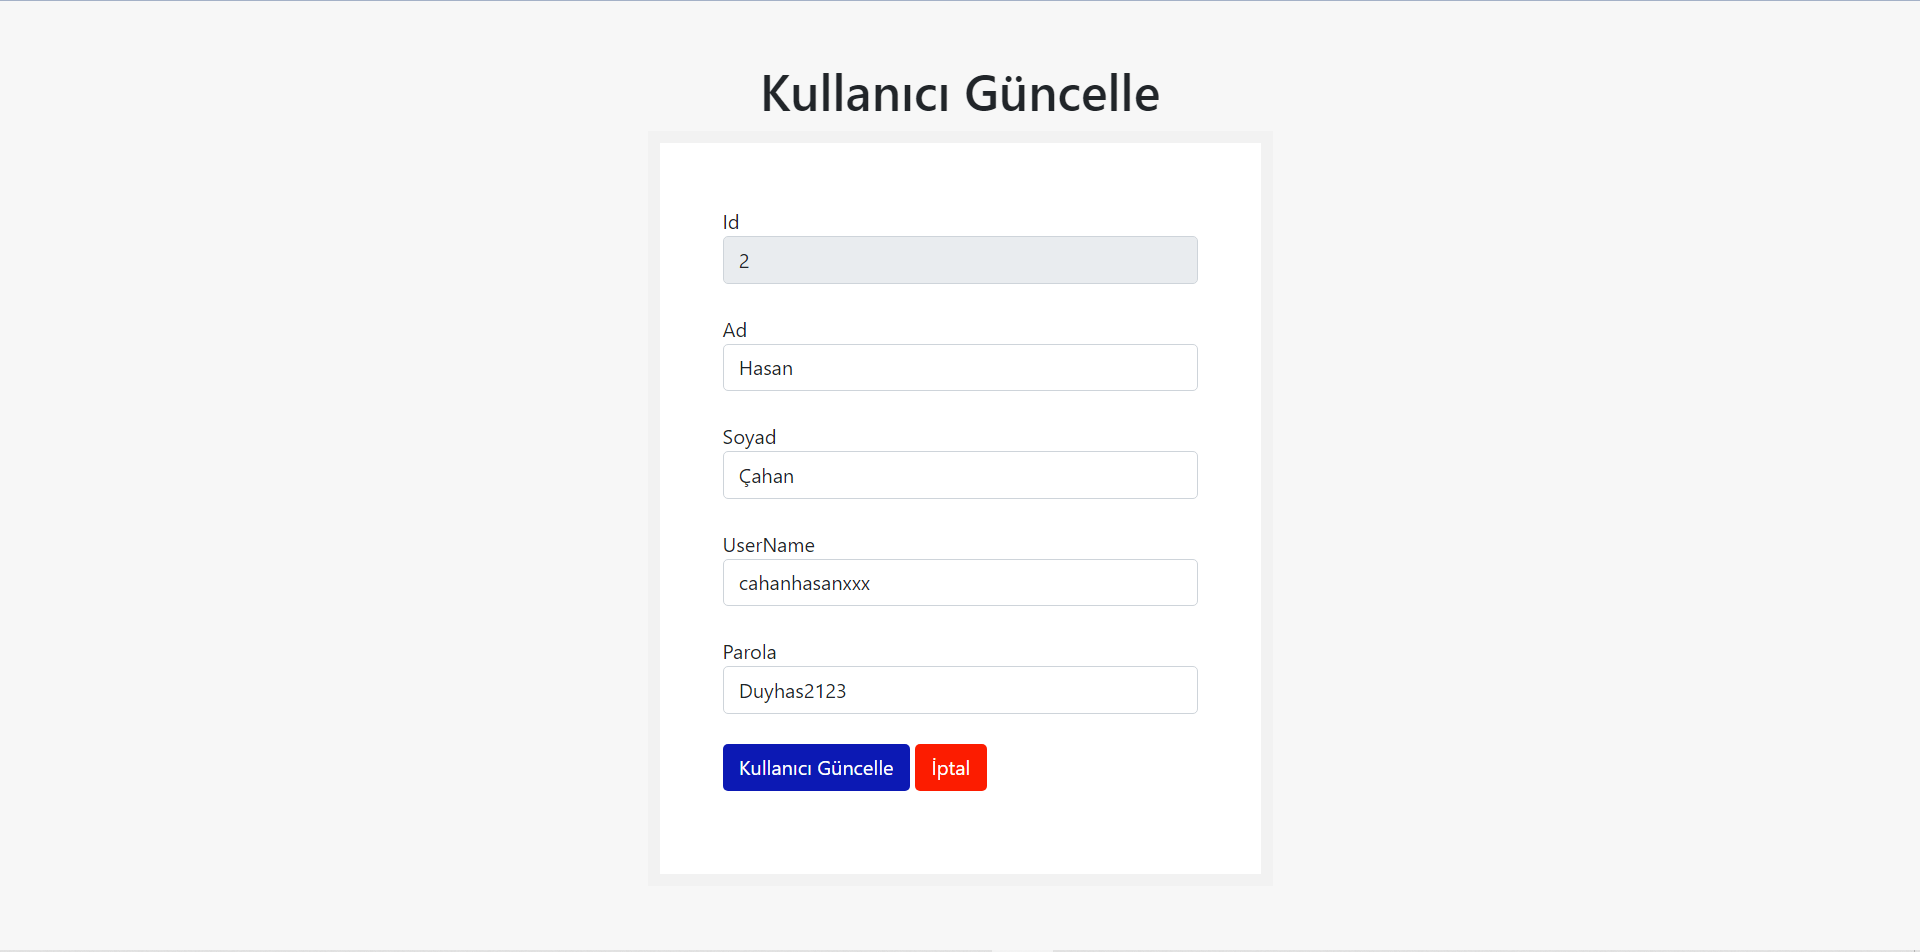 Kullanıcı Güncelle
Id
2
Ad
Hasan
Soyad
Çahan
UserName
cahanhasanxxx
Parola
Duyhas2123
Kullanıcı Güncelle İptal